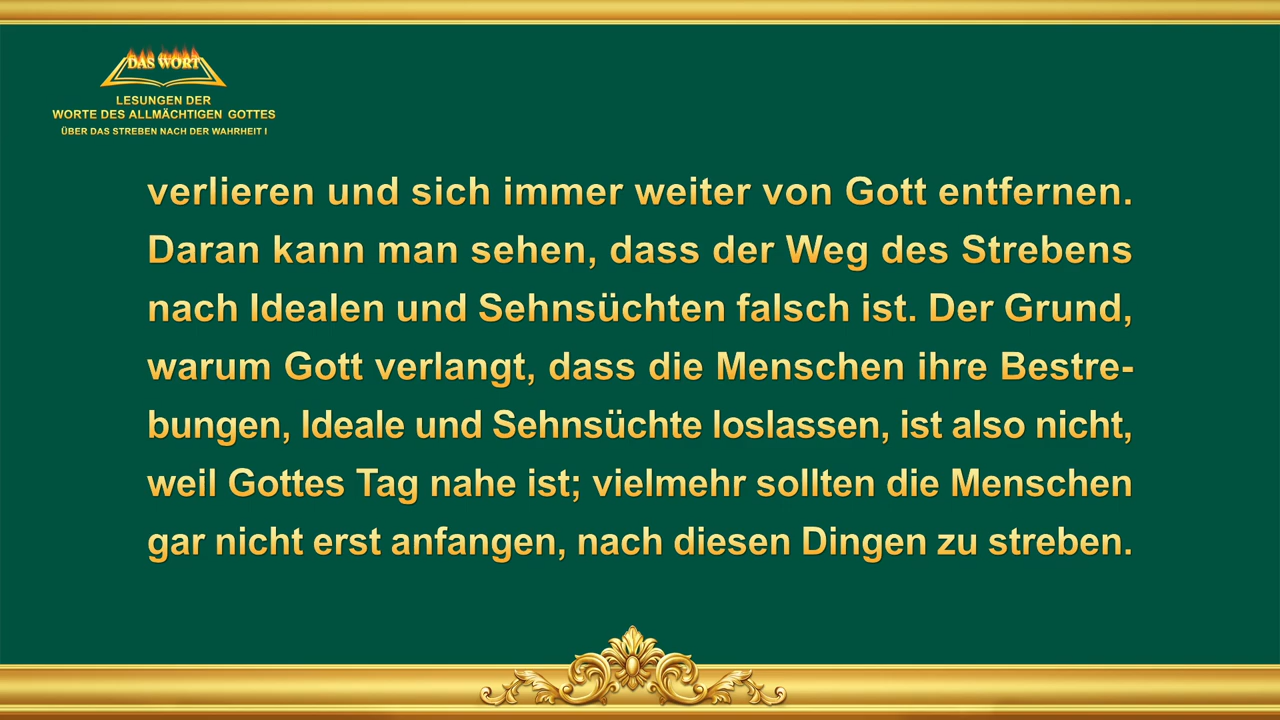 DAS WORT
LESUNGEN DER
WORTE DES ALLMÄCHTIGEN GOTTES
ÜBER DAS STREBEN NACH DER WAHRHEIT I
verlieren und sich immer weiter von Gott entfernen.
Daran kann man sehen, dass der Weg des Strebens
nach Idealen und Sehnsüchten falsch ist. Der Grund,
warum Gott verlangt, dass die Menschen ihre Bestre-
bungen, Ideale und Sehnsüchte loslassen, ist also nicht,
weil Gottes Tag nahe ist; vielmehr sollten die Menschen
gar nicht erst anfangen, nach diesen Dingen zu streben.